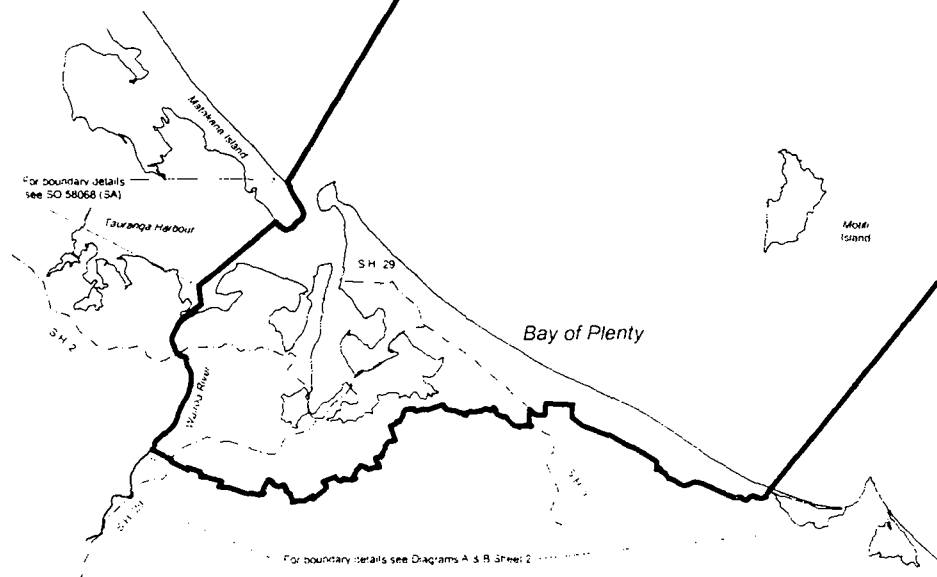 Matakana Island
For boundary details
see SO 58068 (SA)
Tauranga Harbour
Motiti
Island
S.H. 29
Bay of Plenty
S.H. 2
Wairoa River
S.H. 29
S.H. 2
For boundary details see Diagrams A & B Sheet 2